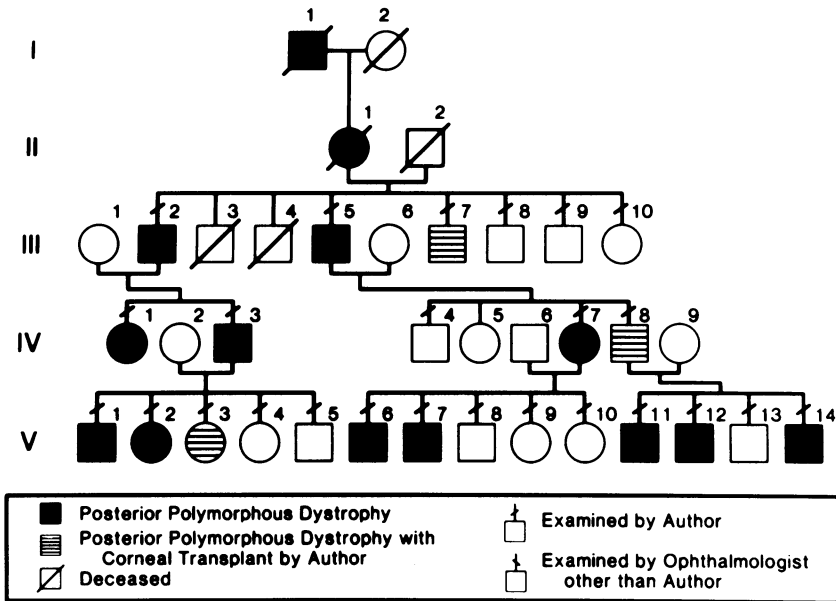 1 2
I
1 2
II
1 2 3 4 5 6 7 8 9 10
III
1 2 3 4 5 6 7 8 9
IV
1 2 3 4 5 6 7 8 9 10 11 12 13 14
V
Posterior Polymorphous Dystrophy
Posterior Polymorphous Dystrophy with
Corneal Transplant by Author
Deceased
Examined by Author
Examined by Ophthalmologist
other than Author